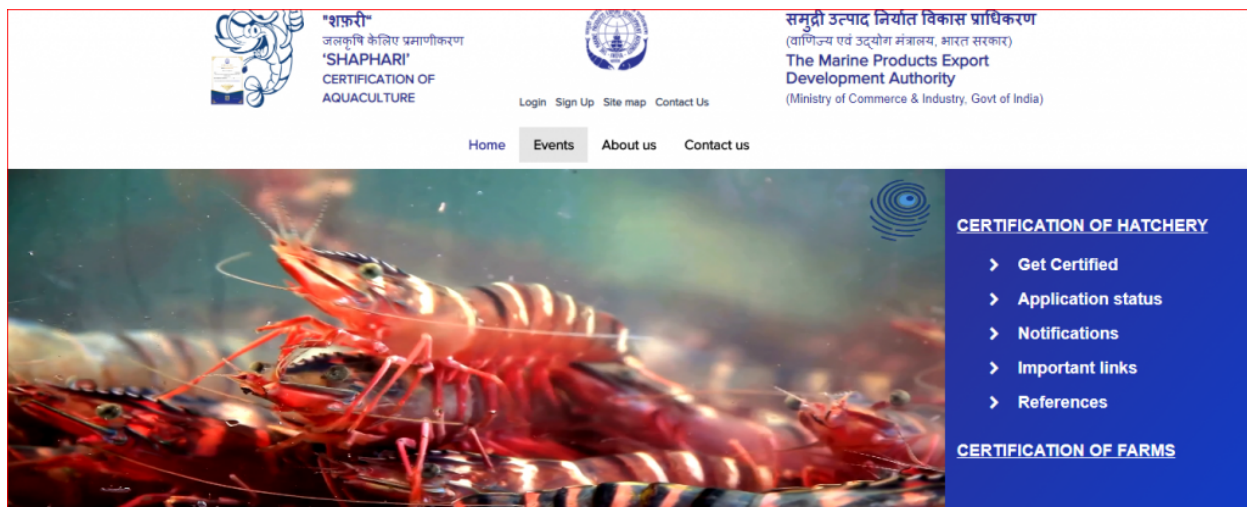 "शफ़री"
जलकृषि केलिए प्रमाणीकरण
'SHAPHARI'
CERTIFICATION OF
AQUACULTURE
Login Sign Up Site map Contact Us
समुद्री उत्पाद निर्यात विकास प्राधिकरण
(वाणिज्य एवं उद्योग मंत्रालय, भारत सरकार)
The Marine Products Export
Development Authority
(Ministry of Commerce & Industry, Govt of India)
Home Events About us Contact us
CERTIFICATION OF HATCHERY
Get Certified
Application status
Notifications
Important links
References
CERTIFICATION OF FARMS